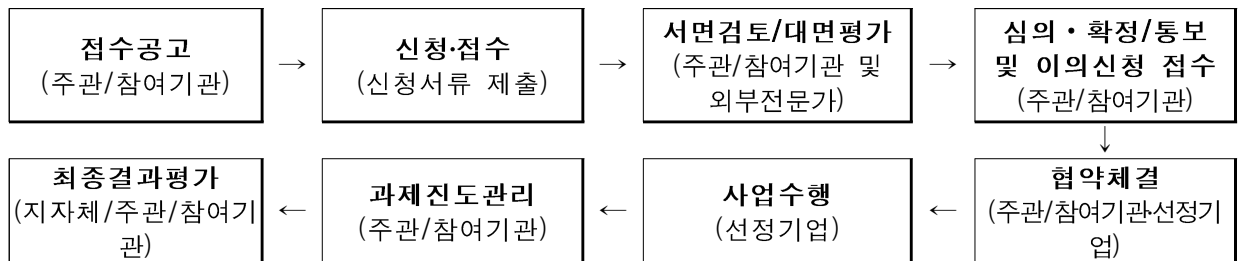 접수공고
(주관/참여기관)
→
신청·접수
(신청서류 제출)
→
서면검토/대면평가
(주관/참여기관 및
외부전문가)
→
심의·확정/통보
및 이의신청 접수
(주관/참여기관)
↓
협약체결
(주관/참여기관·선정기
업)
←
사업수행
(선정기업)
←
과제진도관리
(주관/참여기관)
←
최종결과평가
(지자체/주관/참여기
관)